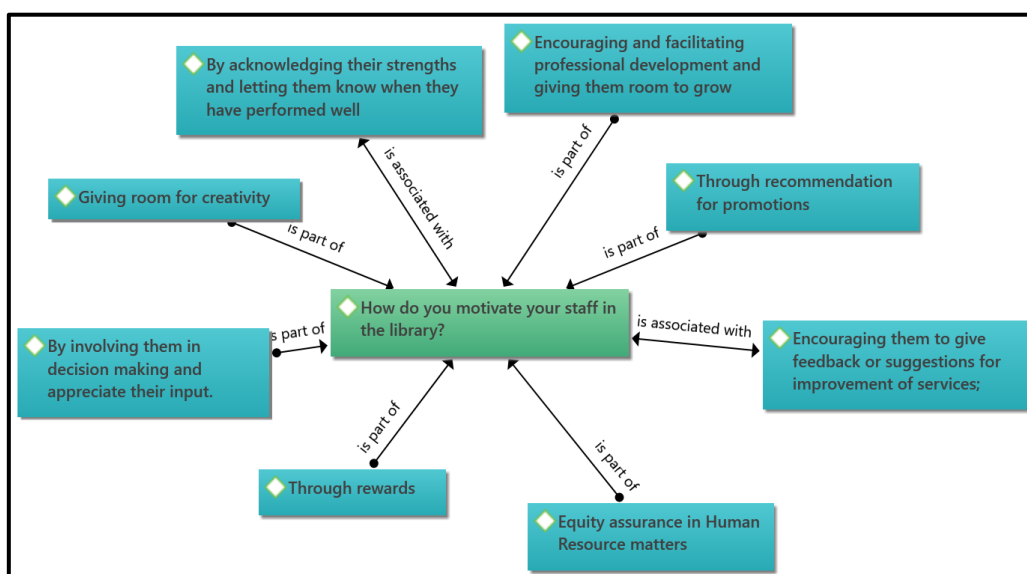 Encouraging and facilitating
professional development and
giving them room to grow
By acknowledging their strengths
and letting them know when they
have performed well
is associated with
is part of
Giving room for creativity
is part of
Through recommendation
for promotions
is part of
How do you motivate your staff in
the library?
By involving them in
decision making and
appreciate their input.
is part of
is associated with
Encouraging them to give
feedback or suggestions for
improvement of services;
is part of
Through rewards
is part of
Equity assurance in Human
Resource matters